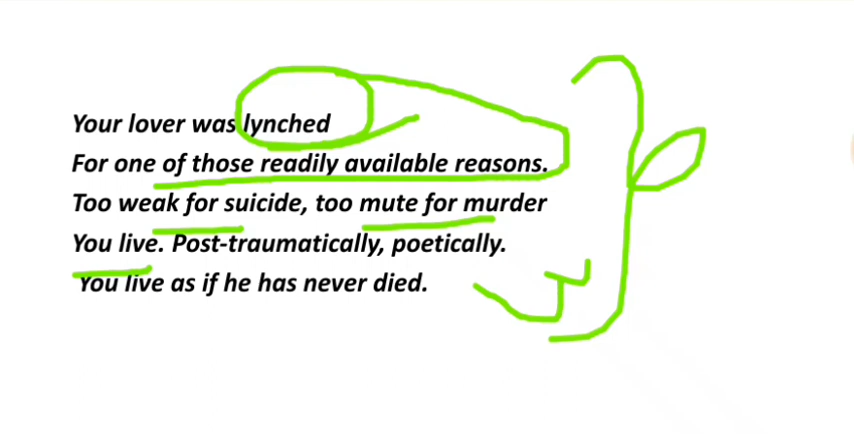 Your lover was lynched
For one of those readily available reasons.
Too weak for suicide, too mute for murder
You live. Post-traumatically, poetically.
You live as if he has never died.